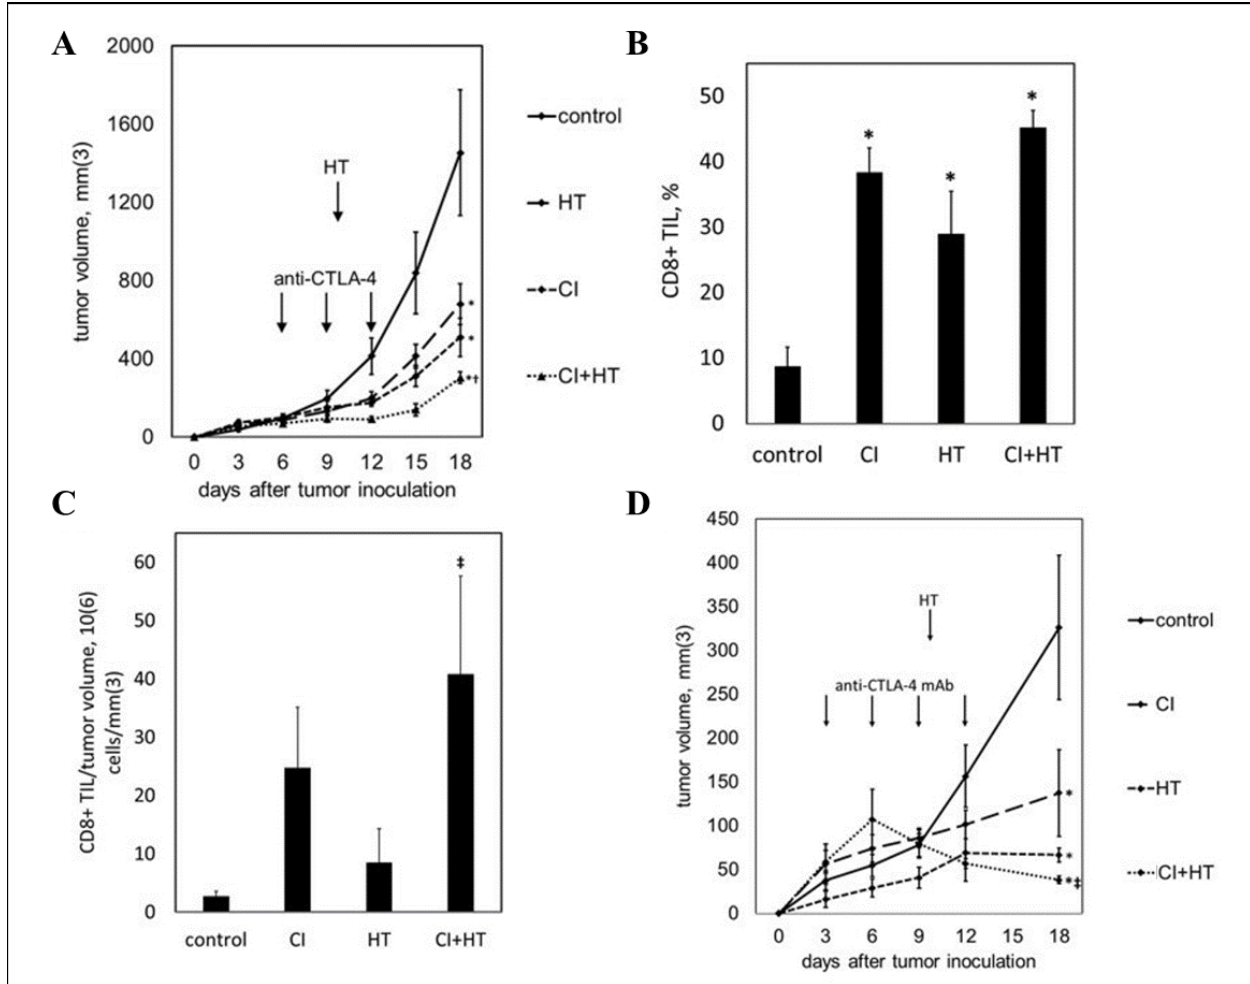 A
2000
1600
1200
800
400
0
tumor volume, mm(3)
HT
anti-CTLA-4
0 3 6 9 12 15 18
days after tumor inoculation
control
HT
CI
CI+HT
*
*
*†
B
50
40
30
20
10
0
CD8+ TIL, %
*
*
*
control CI HT CI+HT
C
60
50
40
30
20
10
0
CD8+ TIL/tumor volume, 10(6)
cells/mm(3)
‡
control CI HT CI+HT
D
450
400
350
300
250
200
150
100
50
0
tumor volume, mm(3)
HT
anti-CTLA-4 mAb
*
*
*‡
0 3 6 9 12 15 18
days after tumor inoculation
control
CI
HT
CI+HT